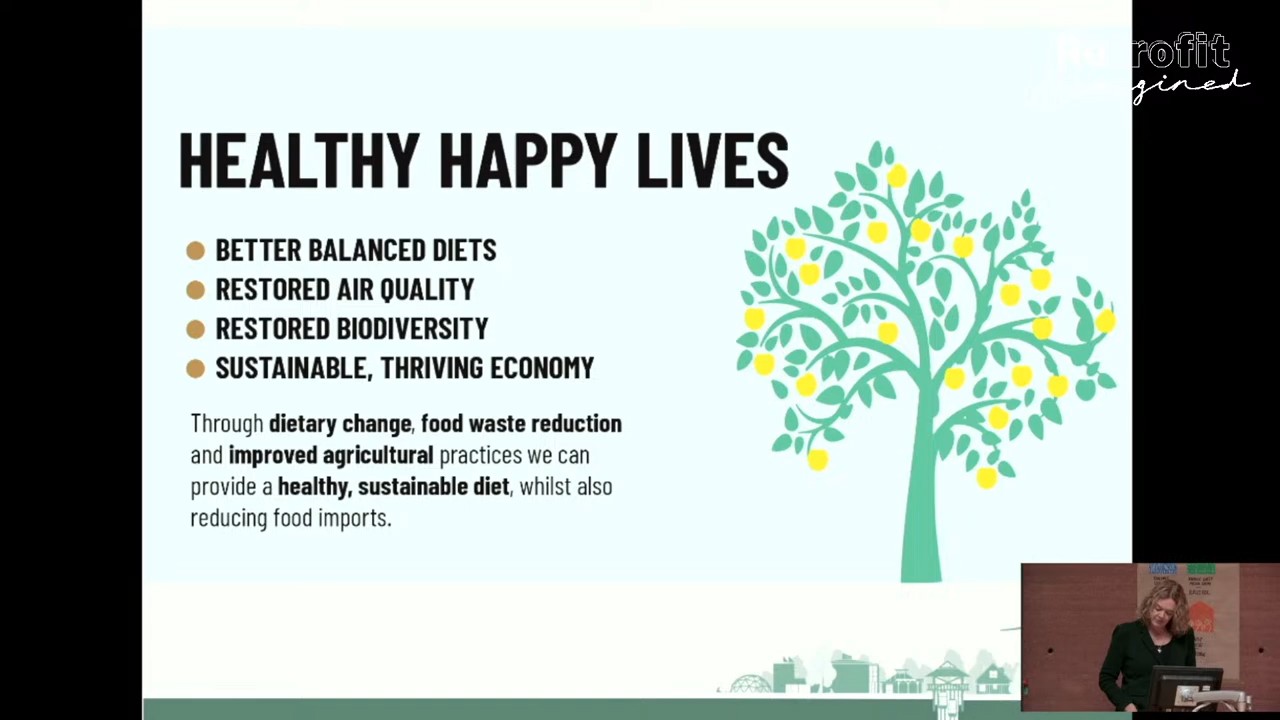 HEALTHY HAPPY LIVES
BETTER BALANCED DIETS
RESTORED AIR QUALITY
RESTORED BIODIVERSITY
SUSTAINABLE, THRIVING ECONOMY
Through dietary change, food waste reduction
and improved agricultural practices we can
provide a healthy, sustainable diet, whilst also
reducing food imports.